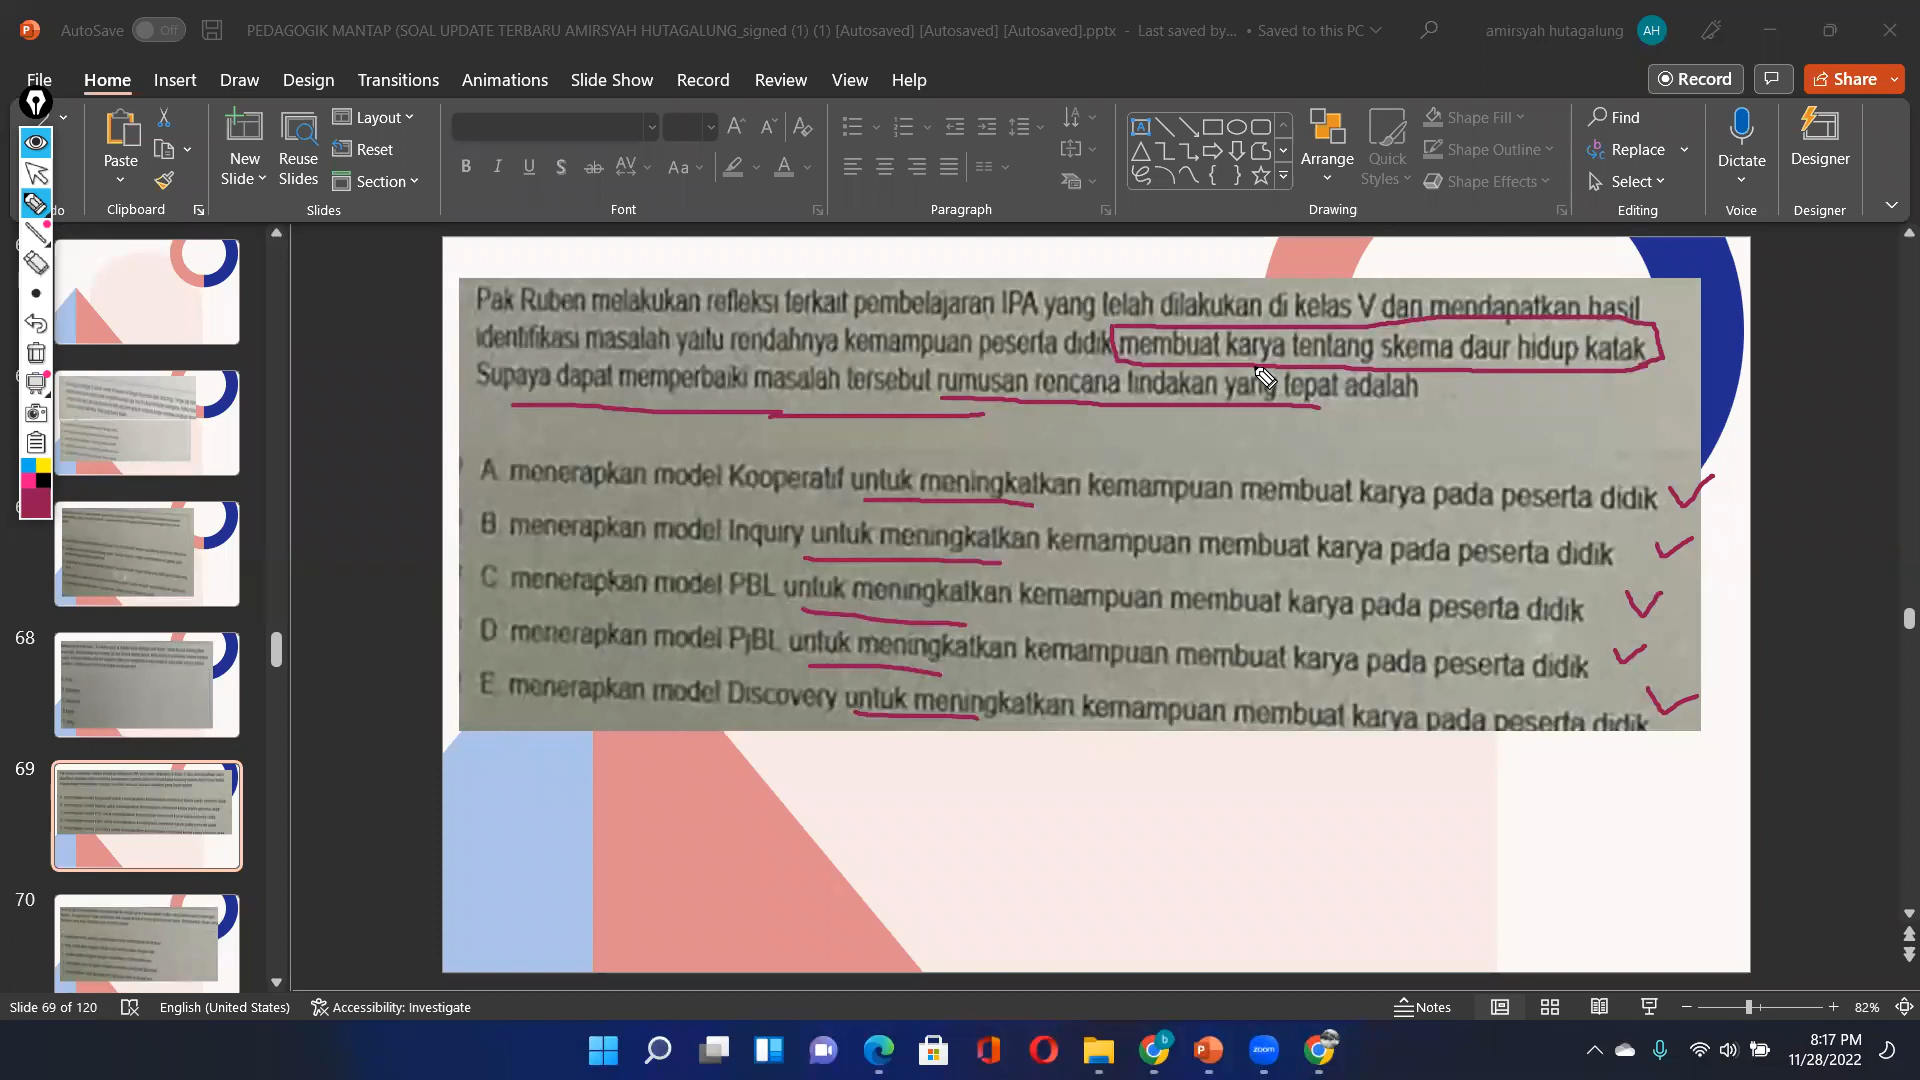 AutoSave Off PEDAGOGIK MANTAP (SOAL UPDATE TERBARU AMIRSYAH HUTAGALUNG_signed (1) (1) [Autosaved] [Autosaved] [Autosaved].pptx - Last saved by... • Saved to this PC amirsyah hutagalung AH
File Home Insert Draw Design Transitions Animations Slide Show Record Review View Help Record Share
Paste New Slide Reuse Slides Layout Reset Section Arrange Quick Styles Shape Fill Shape Outline Shape Effects Find Replace Select Dictate Designer
Clipboard Slides Font Paragraph Drawing Editing Voice Designer
Pak Ruben melakukan refleksi terkait pembelajaran IPA yang telah dilakukan di kelas V dan mendapatkan hasil
identifikasi masalah yaitu rendahnya kemampuan peserta didik membuat karya tentang skema daur hidup katak
Supaya dapat memperbaiki masalah tersebut rumusan rencana tindakan yang tepat adalah
A menerapkan model Kooperatif untuk meningkatkan kemampuan membuat karya pada peserta didik
B menerapkan model Inquiry untuk meningkatkan kemampuan membuat karya pada peserta didik
C menerapkan model PBL untuk meningkatkan kemampuan membuat karya pada peserta didik
D menerapkan model PjBL untuk meningkatkan kemampuan membuat karya pada peserta didik
E menerapkan model Discovery untuk meningkatkan kemampuan membuat karya pada peserta didik
68
69
70
Slide 69 of 120 English (United States) Accessibility: Investigate Notes 82%
zoom 8:17 PM
11/28/2022